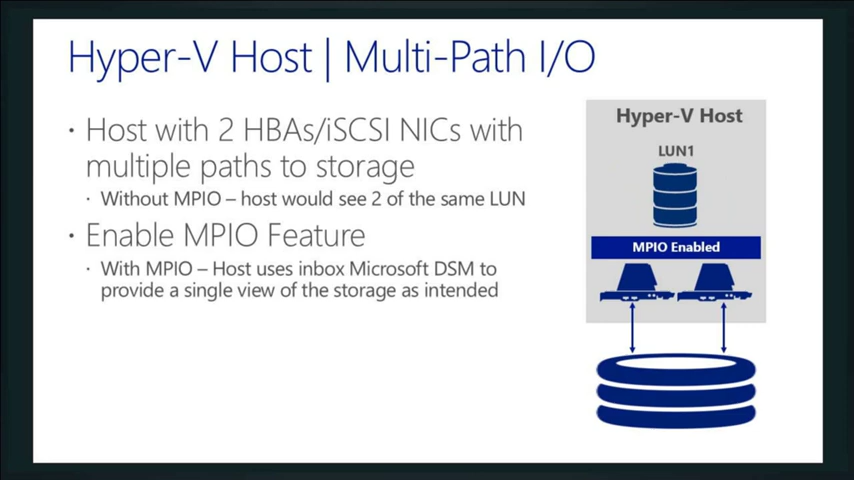 Hyper-V Host | Multi-Path I/O
• Host with 2 HBAs/iSCSI NICs with
multiple paths to storage
• Without MPIO – host would see 2 of the same LUN
• Enable MPIO Feature
• With MPIO – Host uses inbox Microsoft DSM to
provide a single view of the storage as intended
Hyper-V Host
LUN1
MPIO Enabled